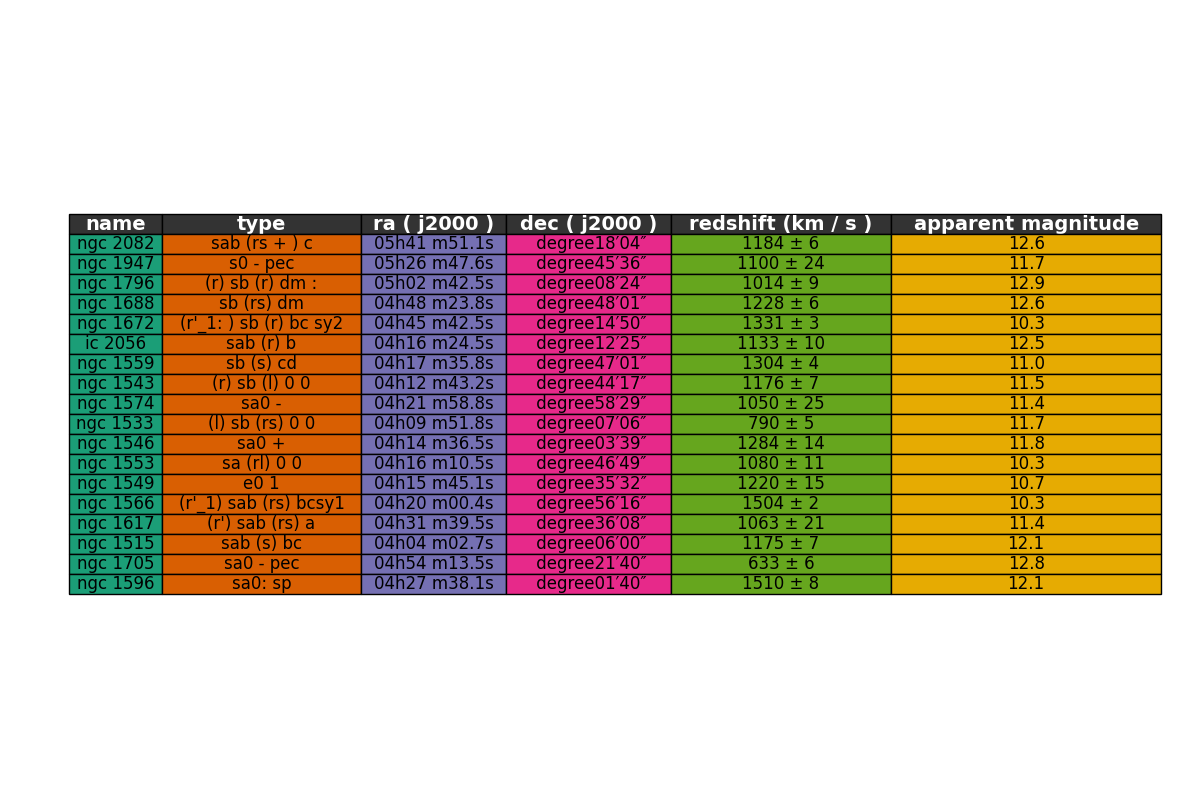 name type ra ( j2000 ) dec ( j2000 ) redshift (km / s ) apparent magnitude
ngc 2082 sab (rs + ) c 05h41 m51.1s degree18′04″ 1184 ± 6 12.6
ngc 1947 s0 - pec 05h26 m47.6s degree45′36″ 1100 ± 24 11.7
ngc 1796 (r) sb (r) dm : 05h02 m42.5s degree08′24″ 1014 ± 9 12.9
ngc 1688 sb (rs) dm 04h48 m23.8s degree48′01″ 1228 ± 6 12.6
ngc 1672 (r'_1: ) sb (r) bc sy2 04h45 m42.5s degree14′50″ 1331 ± 3 10.3
ic 2056 sab (r) b 04h16 m24.5s degree12′25″ 1133 ± 10 12.5
ngc 1559 sb (s) cd 04h17 m35.8s degree47′01″ 1304 ± 4 11.0
ngc 1543 (r) sb (l) 0 0 04h12 m43.2s degree44′17″ 1176 ± 7 11.5
ngc 1574 sa0 - 04h21 m58.8s degree58′29″ 1050 ± 25 11.4
ngc 1533 (l) sb (rs) 0 0 04h09 m51.8s degree07′06″ 790 ± 5 11.7
ngc 1546 sa0 + 04h14 m36.5s degree03′39″ 1284 ± 14 11.8
ngc 1553 sa (rl) 0 0 04h16 m10.5s degree46′49″ 1080 ± 11 10.3
ngc 1549 e0 1 04h15 m45.1s degree35′32″ 1220 ± 15 10.7
ngc 1566 (r'_1) sab (rs) bcsy1 04h20 m00.4s degree56′16″ 1504 ± 2 10.3
ngc 1617 (r') sab (rs) a 04h31 m39.5s degree36′08″ 1063 ± 21 11.4
ngc 1515 sab (s) bc 04h04 m02.7s degree06′00″ 1175 ± 7 12.1
ngc 1705 sa0 - pec 04h54 m13.5s degree21′40″ 633 ± 6 12.8
ngc 1596 sa0: sp 04h27 m38.1s degree01′40″ 1510 ± 8 12.1